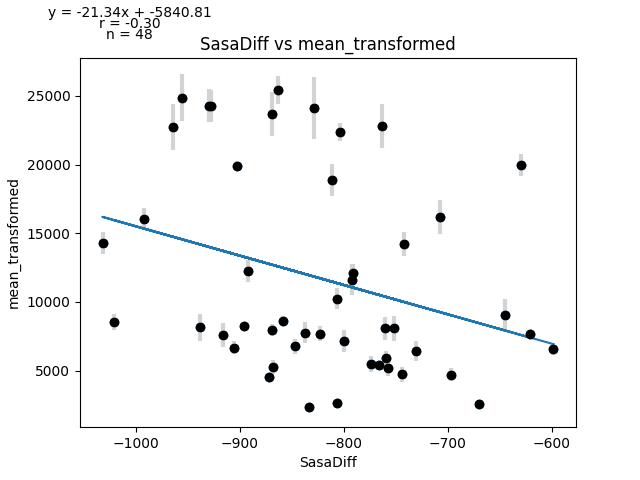 y = -21.34x + -5840.81
r = -0.30
n = 48
SasaDiff vs mean_transformed
25000
20000
15000
10000
5000
mean_transformed
−1000
−900
−800
−700
−600
SasaDiff